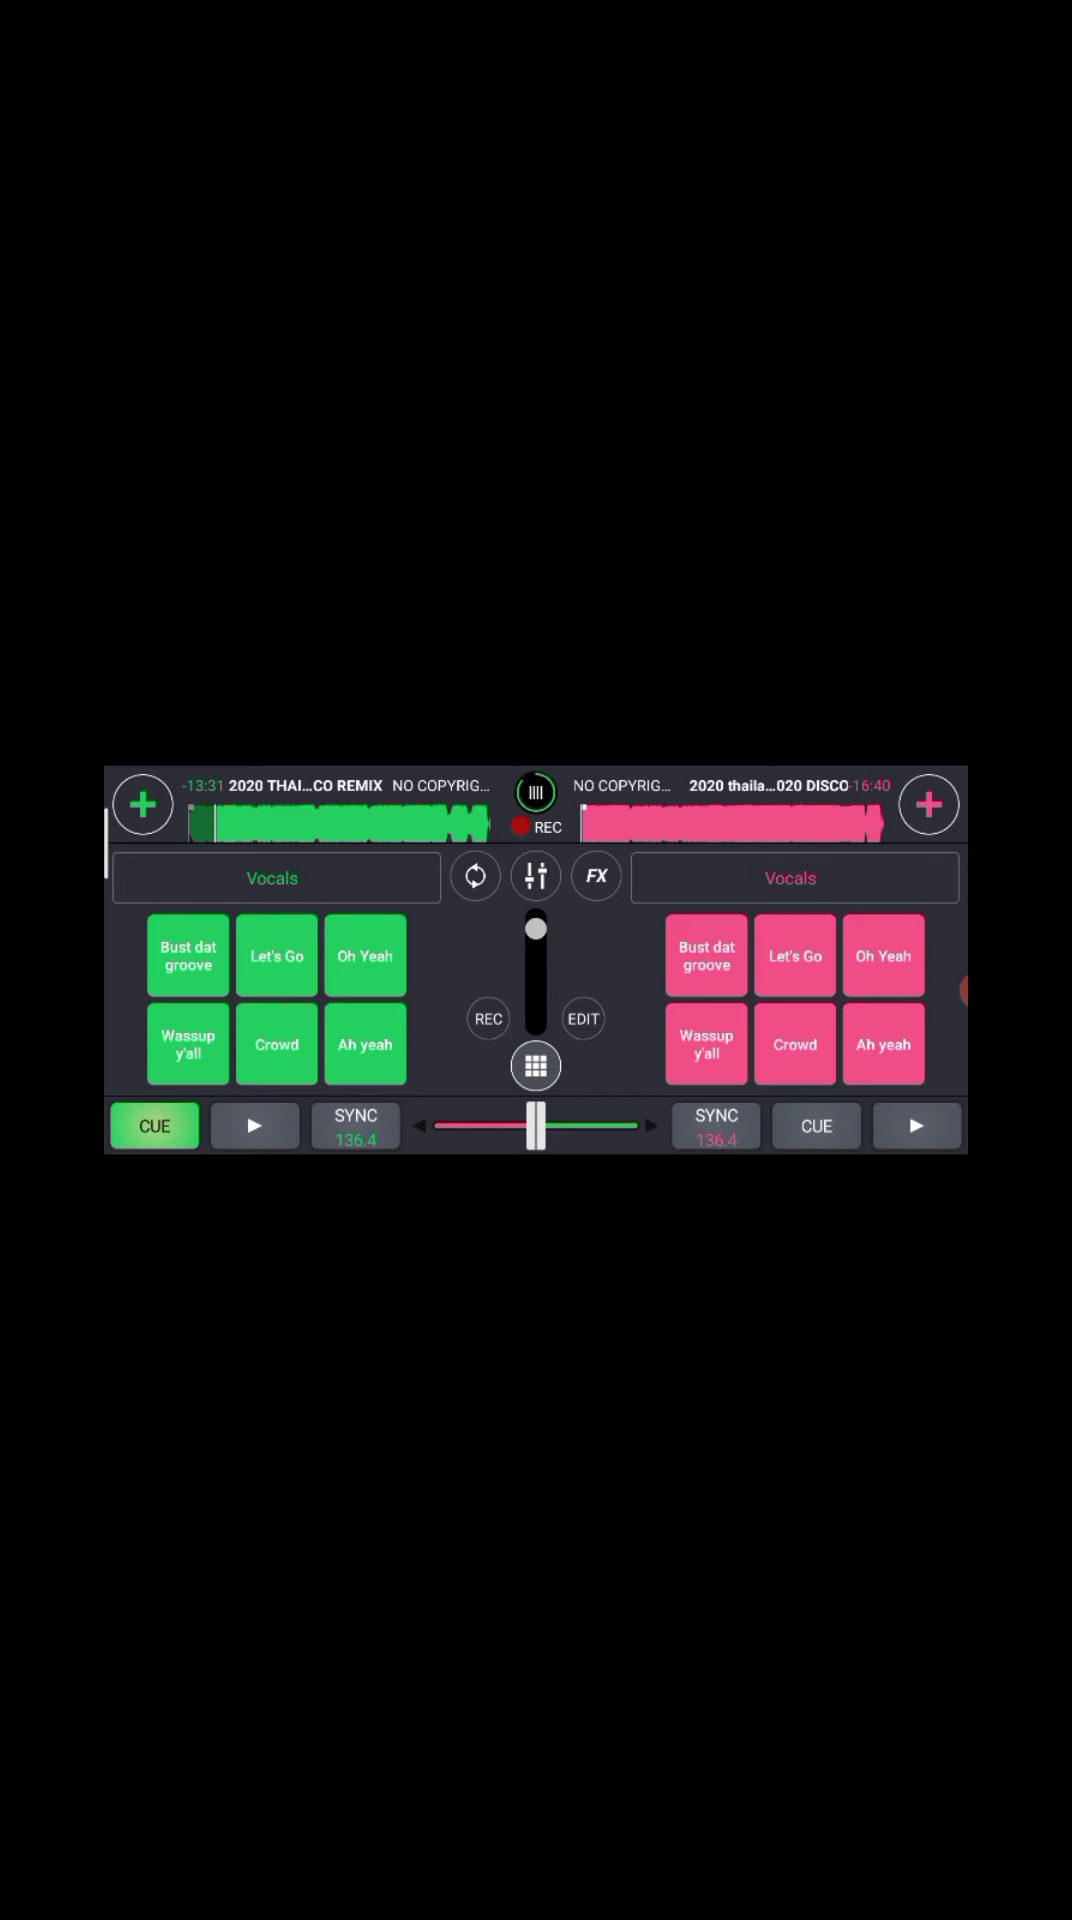 -13:31 2020 THAI...CO REMIX NO COPYRIG... NO COPYRIG... 2020 thaila...020 DISCO -16:40
REC
Vocals FX Vocals
Bust dat groove Let's Go Oh Yeah Bust dat groove Let's Go Oh Yeah
REC EDIT
Wassup y'all Crowd Ah yeah Wassup y'all Crowd Ah yeah
CUE SYNC SYNC CUE
136.4 136.4